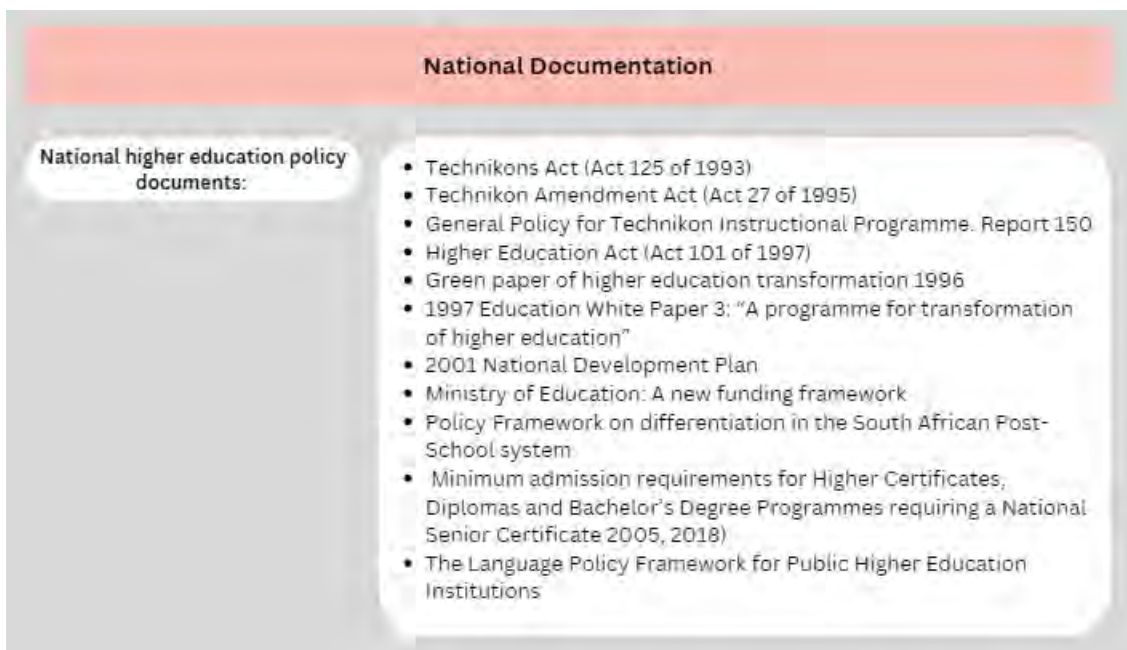 National Documentation
National higher education policy
documents:
• Technikons Act (Act 125 of 1993)
• Technikon Amendment Act (Act 27 of 1995)
• General Policy for Technikon Instructional Programme. Report 150
• Higher Education Act (Act 101 of 1997)
• Green paper of higher education transformation 1996
• 1997 Education White Paper 3: “A programme for transformation
of higher education”
• 2001 National Development Plan
• Ministry of Education: A new funding framework
• Policy Framework on differentiation in the South African Post-
School system
• Minimum admission requirements for Higher Certificates,
Diplomas and Bachelor’s Degree Programmes requiring a National
Senior Certificate 2005, 2018)
• The Language Policy Framework for Public Higher Education
Institutions